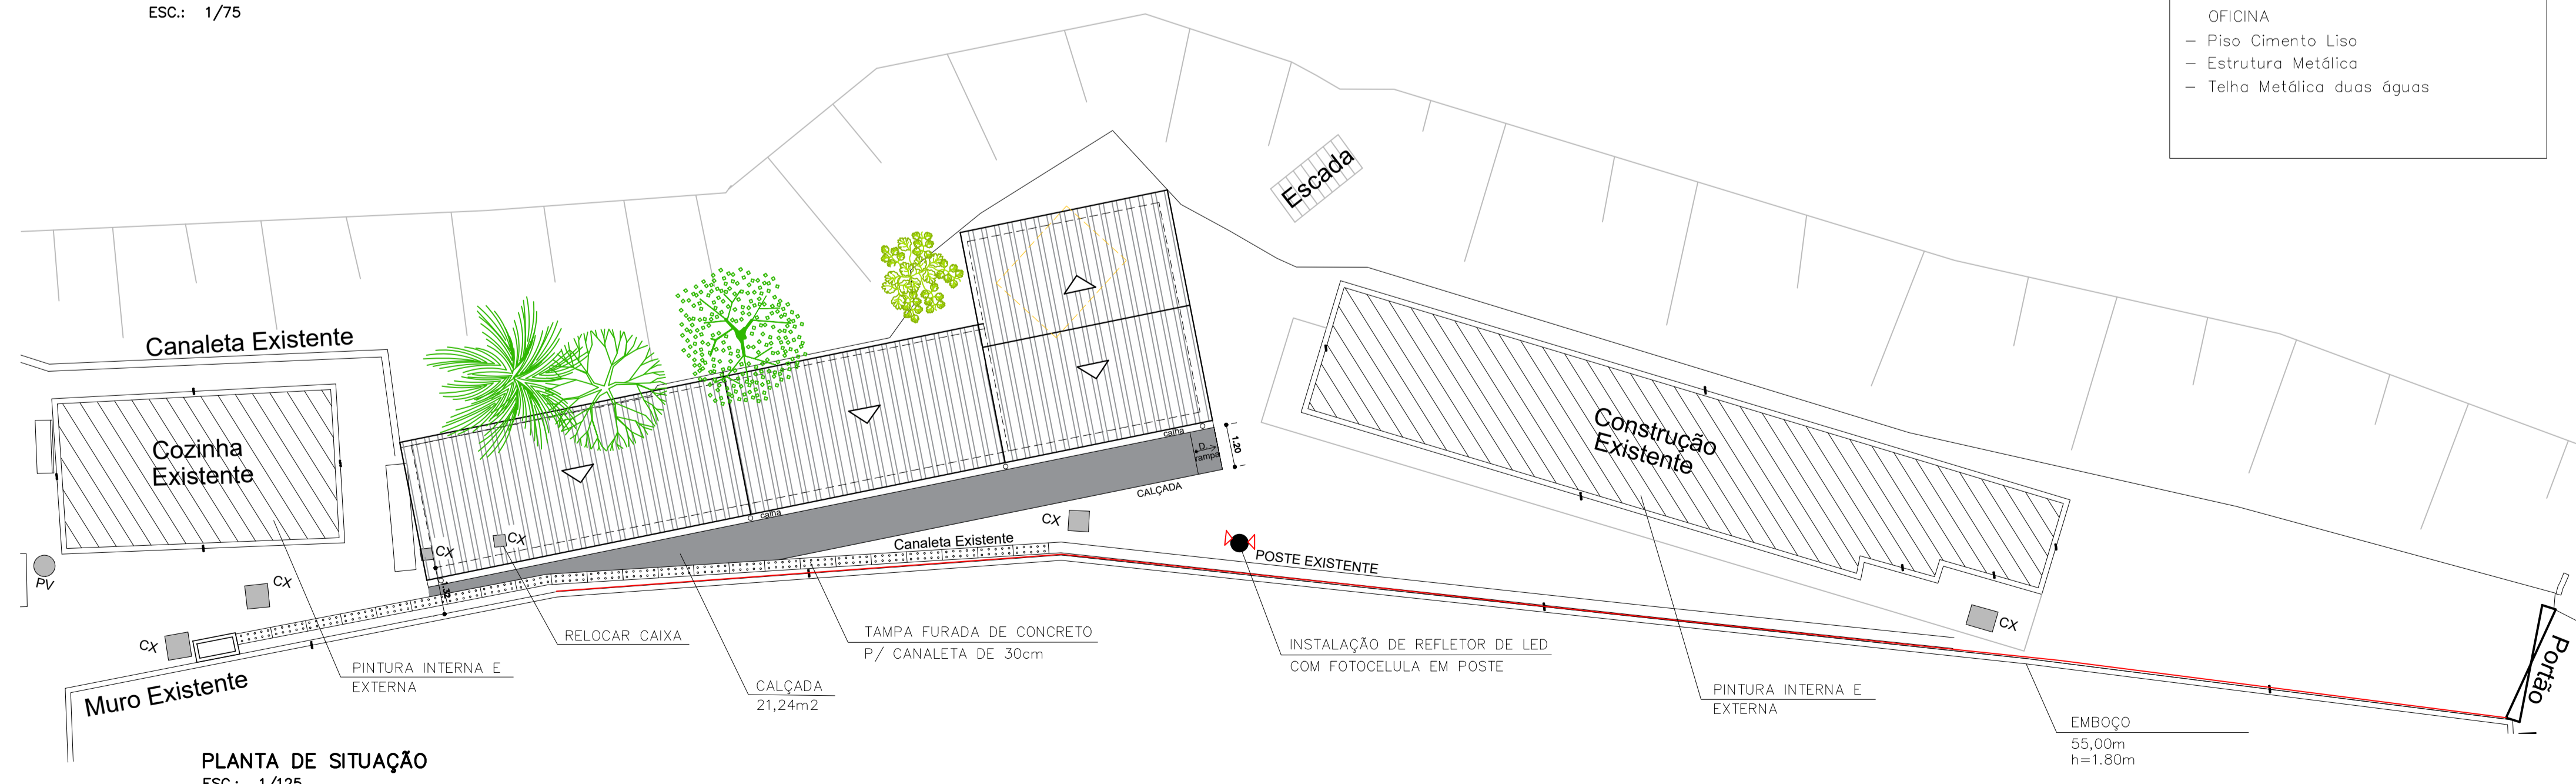 ESC.: 1/75
OFICINA
– Piso Cimento Liso
– Estrutura Metálica
– Telha Metálica duas águas
Escada
Canaleta Existente
Cozinha
Existente
Construção
Existente
calha
D
rampa
1.20
CALÇADA
calha
CX
CX
CX
Canaleta Existente
POSTE EXISTENTE
PV
CX
CX
CX
Portão
TAMPA FURADA DE CONCRETO
P/ CANALETA DE 30cm
RELOCAR CAIXA
INSTALAÇÃO DE REFLETOR DE LED
COM FOTOCELULA EM POSTE
PINTURA INTERNA E
EXTERNA
Muro Existente
CALÇADA
21,24m2
PINTURA INTERNA E
EXTERNA
EMBOÇO
55,00m
h=1.80m
PLANTA DE SITUAÇÃO
ESC.: 1/125